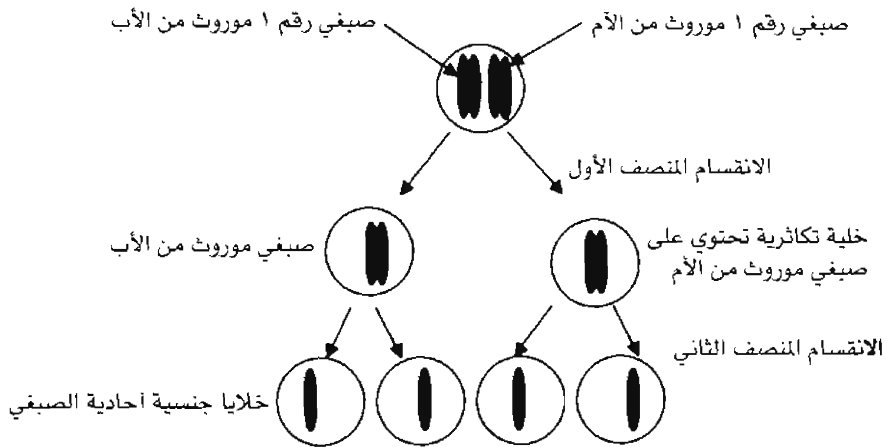 صبغي رقم ١ موروث من الأم
صبغي رقم ١ موروث من الأب
الانقسام المنصف الأول
خلية تكاثرية تحتوي على
صبغي موروث من الأم
صبغي موروث من الأب
الانقسام المنصف الثاني
خلايا جنسية أحادية الصبغي